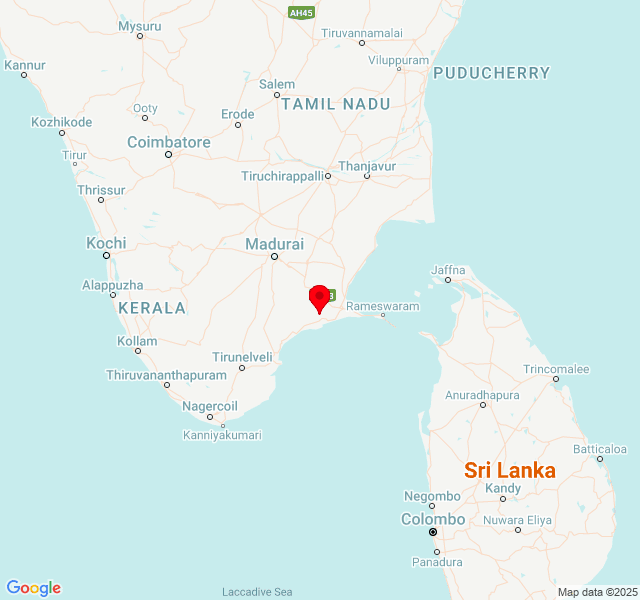 AH45
Mysuru
Tiruvannamalai
Kannur
Viluppuram
PUDUCHERRY
Salem
Ooty
TAMIL NADU
Erode
Kozhikode
Coimbatore
Tirur
Thanjavur
Tiruchirappalli
Thrissur
Kochi
Madurai
Jaffna
Alappuzha
KERALA
Rameswaram
Kollam
Tirunelveli
Trincomalee
Thiruvananthapuram
Anuradhapura
Nagercoil
Kanniyakumari
Batticaloa
Sri Lanka
Kandy
Negombo
Colombo
Nuwara Eliya
Panadura
Google
Laccadive Sea
Map data ©2025